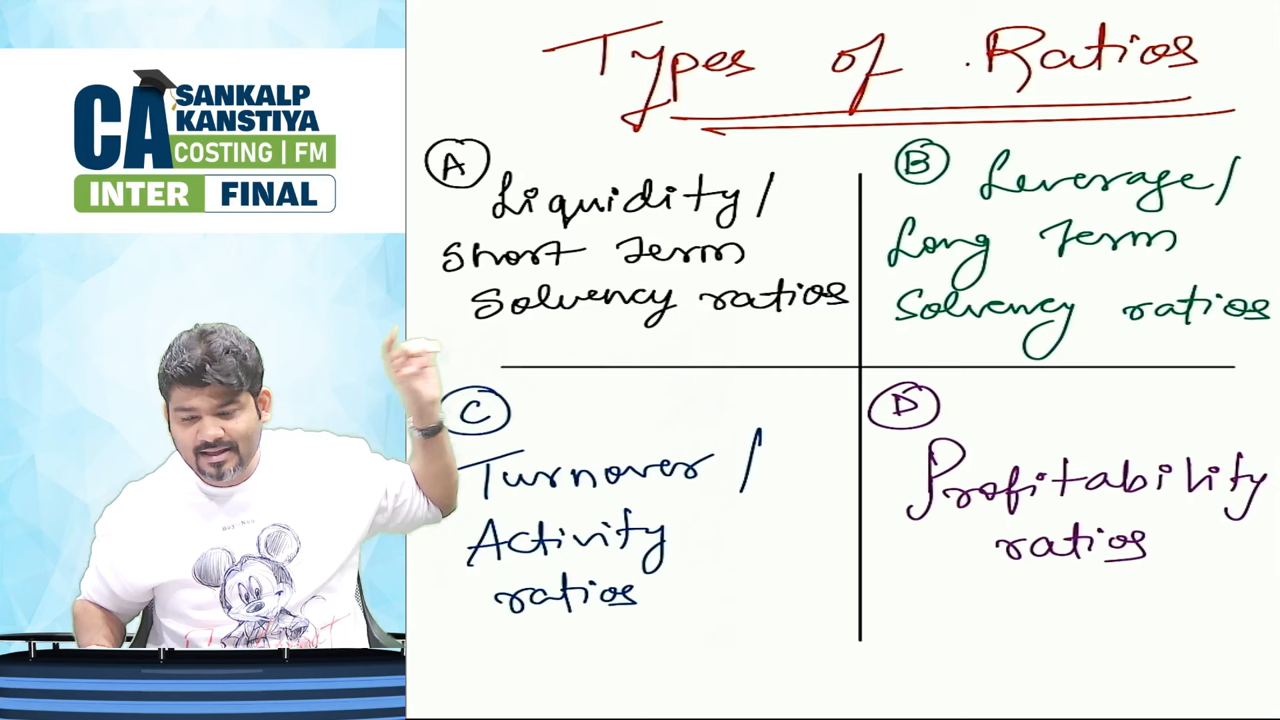 CA
SANKALP
KANSTIYA
COSTING | FM
INTER FINAL
Types of Ratios
A
Liquidity /
Short Term
Solvency ratios
B
Leverage /
Long Term
Solvency ratios
C
Turnover /
Activity
ratios
D
Profitability
ratios